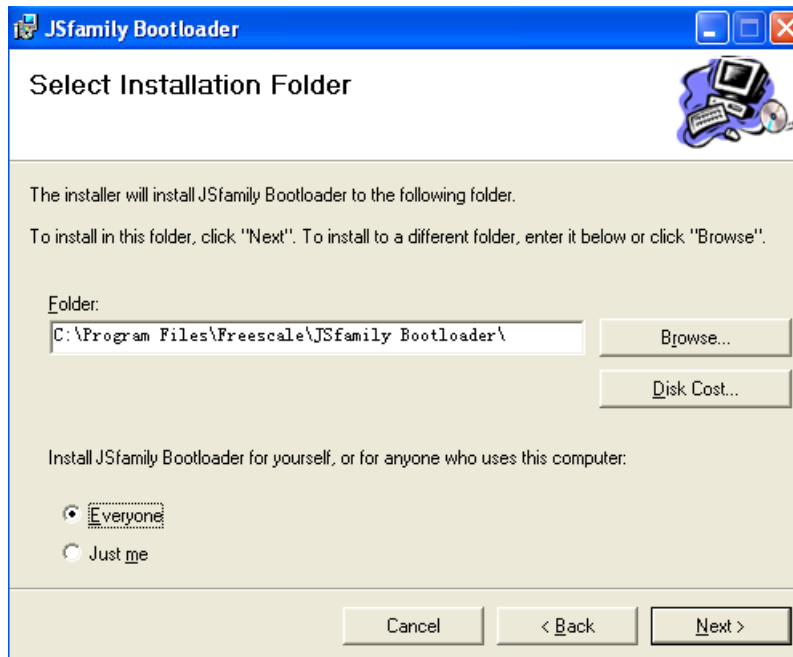 JSfamily Bootloader
Select Installation Folder
The installer will install JSfamily Bootloader to the following folder.
To install in this folder, click "Next". To install to a different folder, enter it below or click "Browse".
Folder:
C:\Program Files\Freescale\JSfamily Bootloader\
Browse...
Disk Cost...
Install JSfamily Bootloader for yourself, or for anyone who uses this computer:
Everyone
Just me
Cancel
< Back
Next >